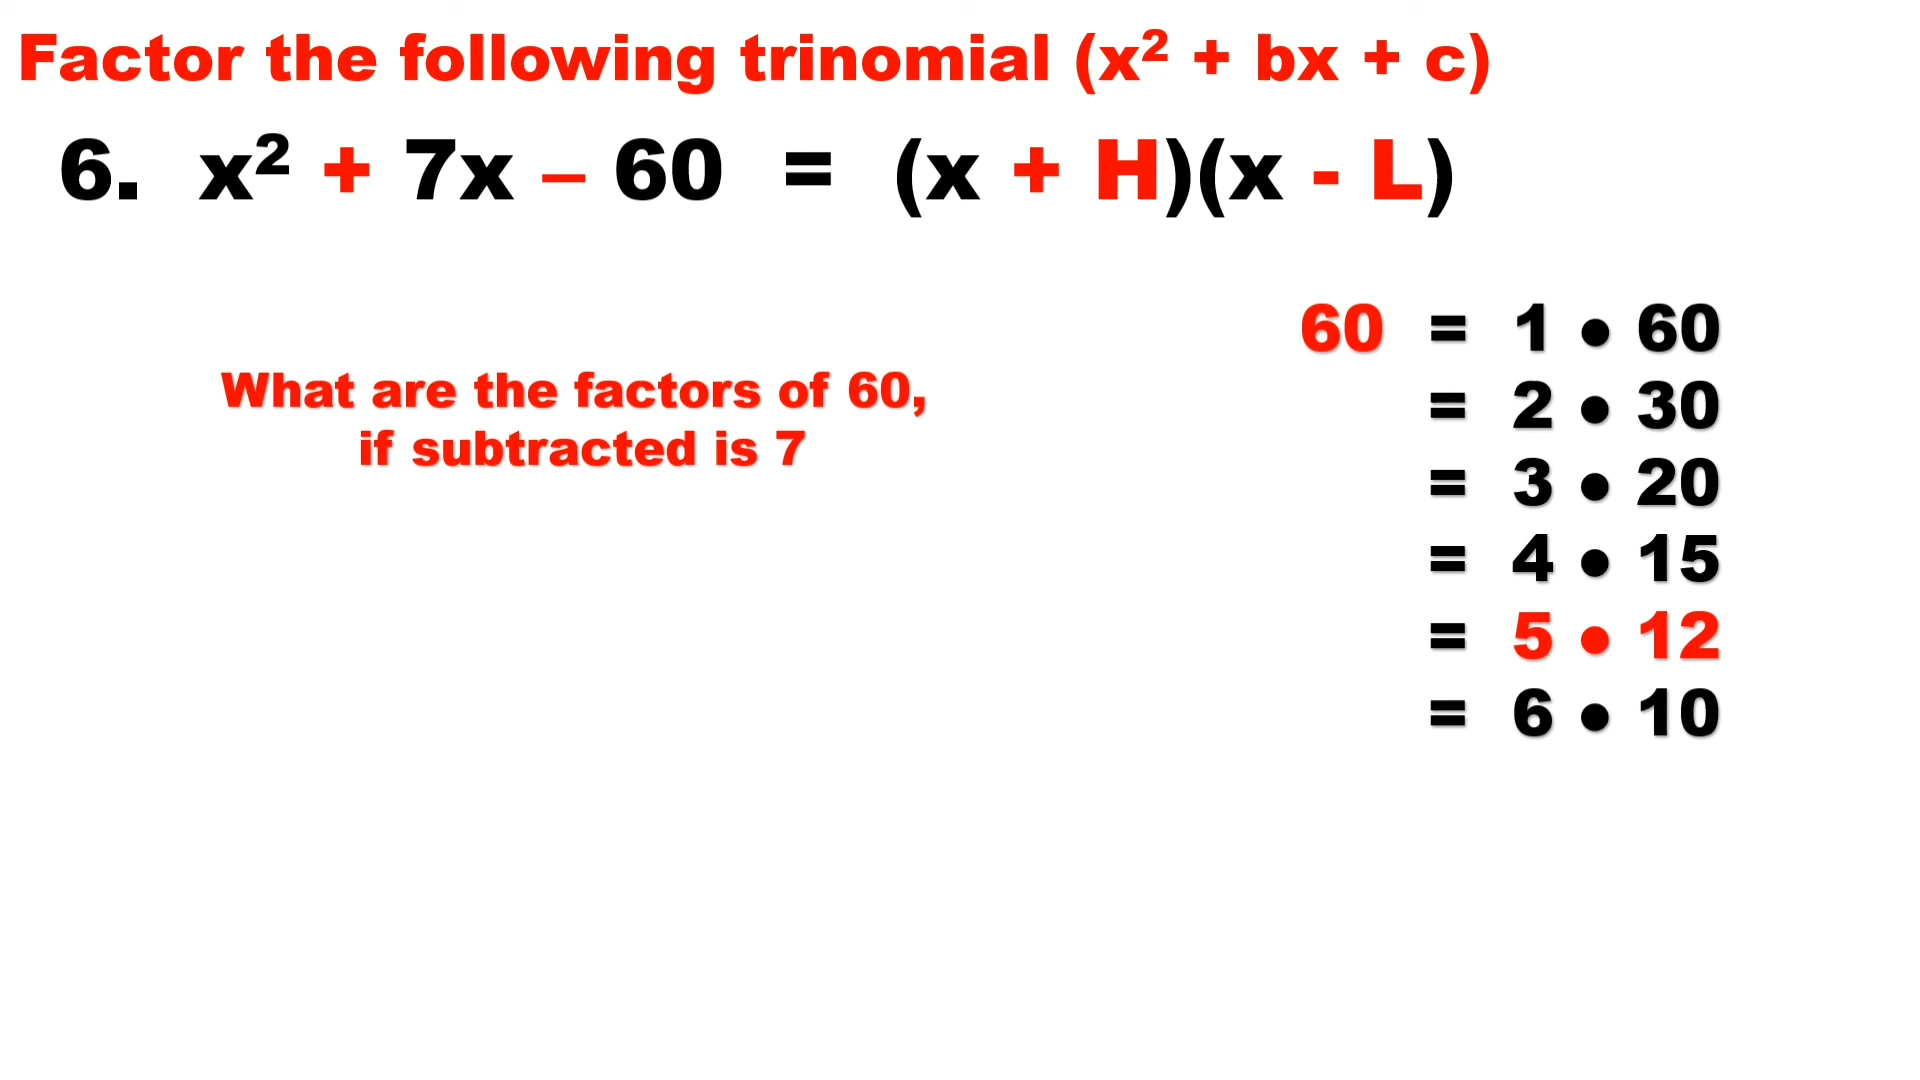 Factor the following trinomial (x² + bx + c)
6. x² + 7x – 60 = (x + H)(x - L)
What are the factors of 60,
if subtracted is 7
60 = 1 • 60
= 2 • 30
= 3 • 20
= 4 • 15
= 5 • 12
= 6 • 10